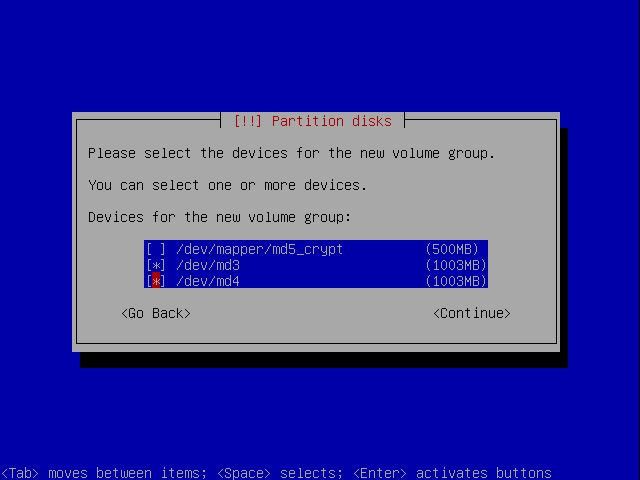 [!!] Partition disks
Please select the devices for the new volume group.
You can select one or more devices.
Devices for the new volume group:
[ ] /dev/mapper/md5_crypt (500MB)
[*] /dev/md3 (1003MB)
[*] /dev/md4 (1003MB)
<Go Back> <Continue>
<Tab> moves between items; <Space> selects; <Enter> activates buttons